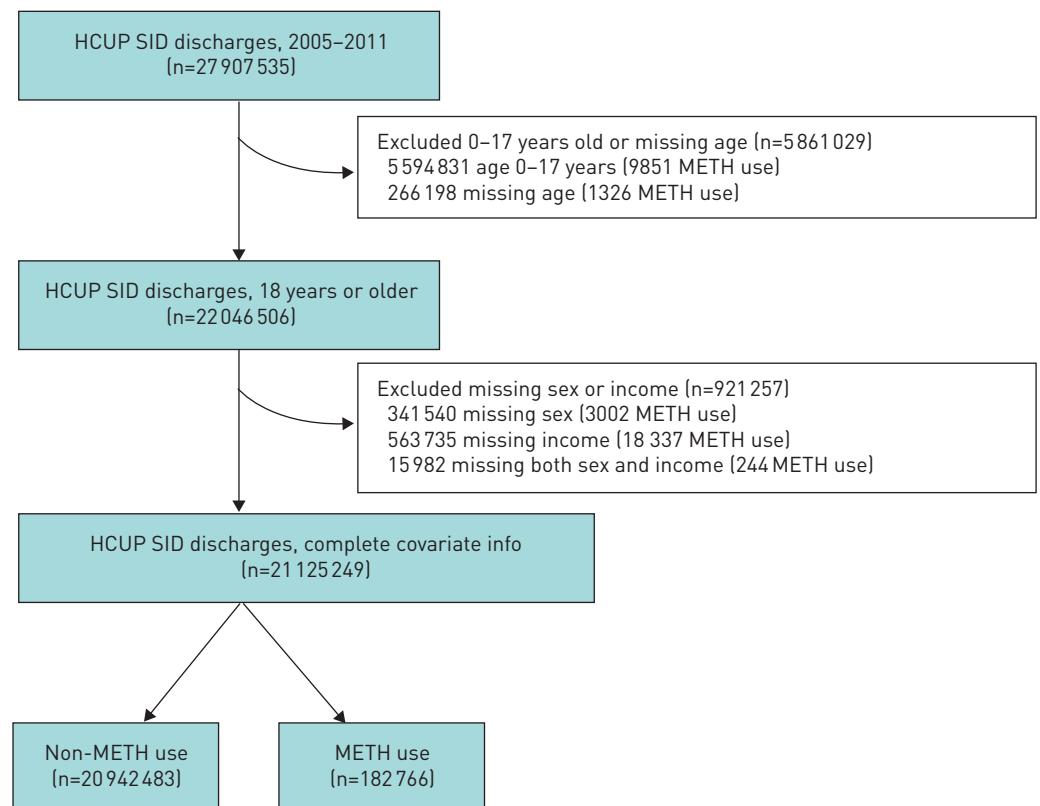 HCUP SID discharges, 2005–2011
(n=27 907 535)
Excluded 0–17 years old or missing age (n=5 861 029)
5 594 831 age 0–17 years (9851 METH use)
266 198 missing age (1326 METH use)
HCUP SID discharges, 18 years or older
(n=22 046 506)
Excluded missing sex or income (n=921 257)
341 540 missing sex (3002 METH use)
563 735 missing income (18 337 METH use)
15 982 missing both sex and income (244 METH use)
HCUP SID discharges, complete covariate info
(n=21 125 249)
Non-METH use
(n=20 942 483)
METH use
(n=182 766)